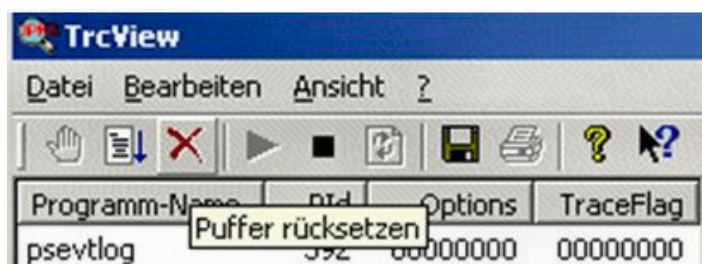 TrcView
Datei Bearbeiten Ansicht ?
Programm-Name PId Options TraceFlag
Puffer rücksetzen
psevtlog 392 00000000 00000000